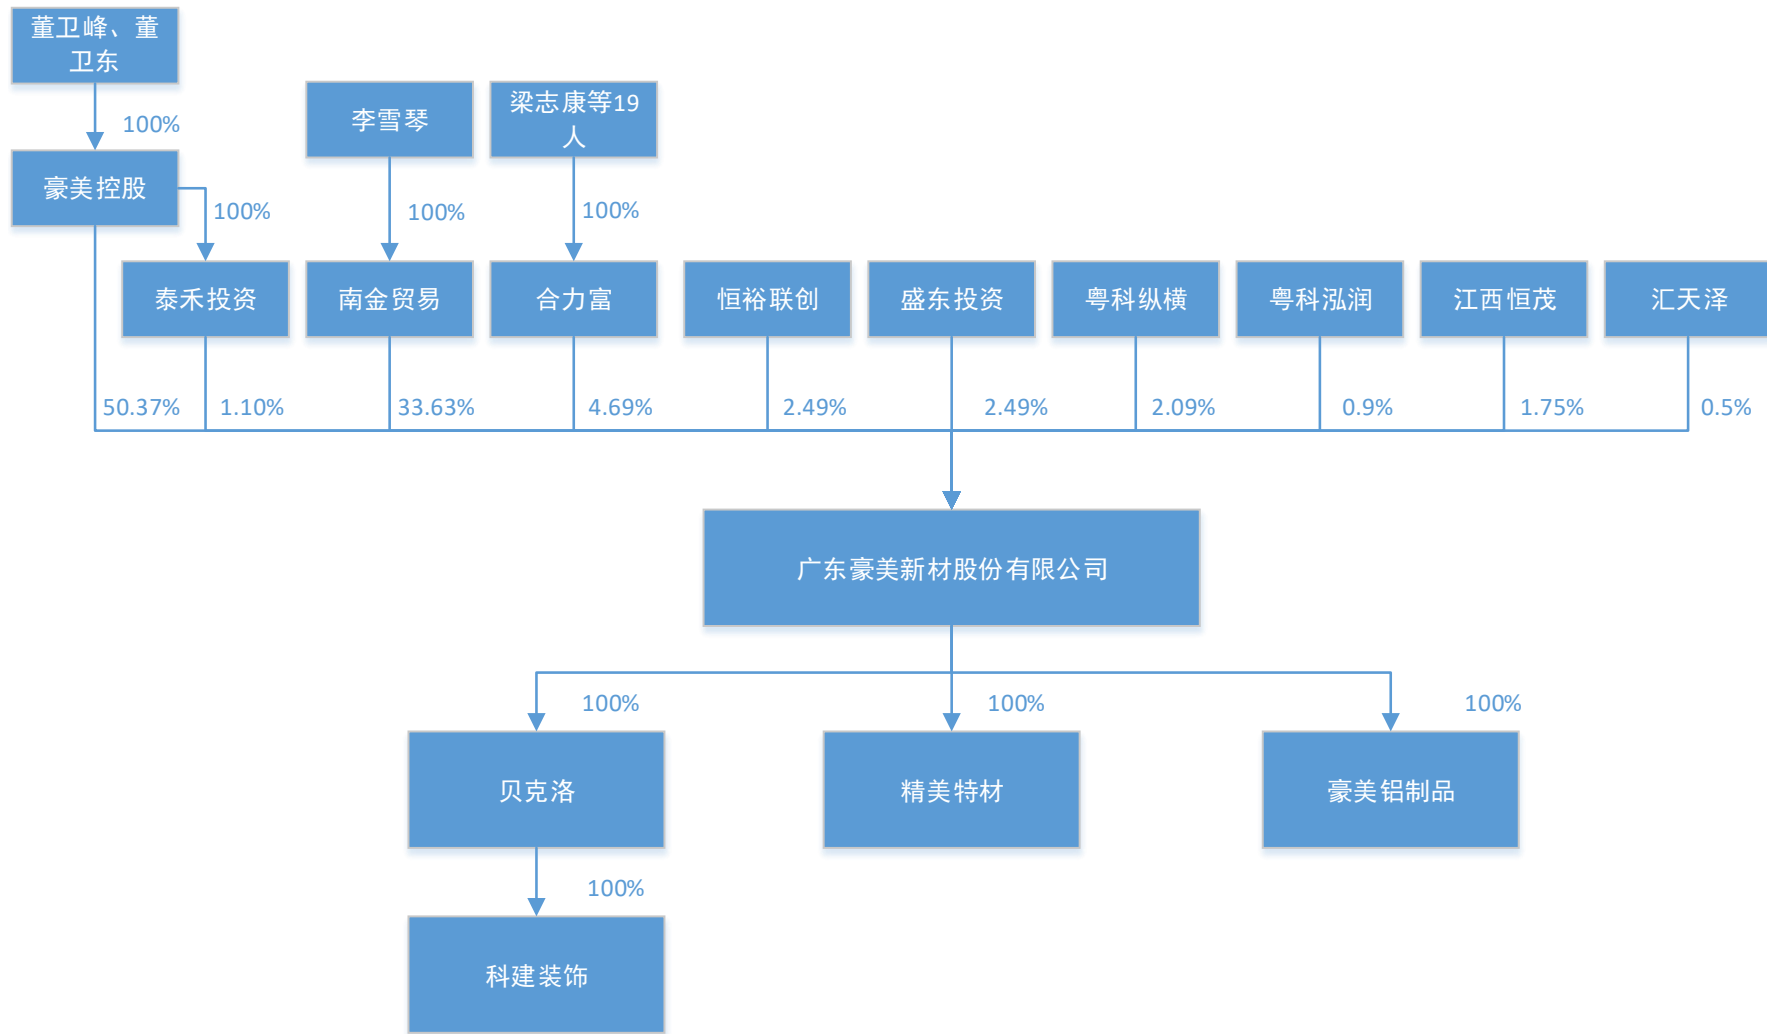 董卫峰、董
卫东
100%
李雪琴
梁志康等19
人
豪美控股
100%
100%
100%
泰禾投资
南金贸易
合力富
恒裕联创
盛东投资
粤科纵横
粤科泓润
江西恒茂
汇天泽
50.37%
1.10%
33.63%
4.69%
2.49%
2.49%
2.09%
0.9%
1.75%
0.5%
广东豪美新材股份有限公司
100%
100%
100%
贝克洛
精美特材
豪美铝制品
100%
科建装饰